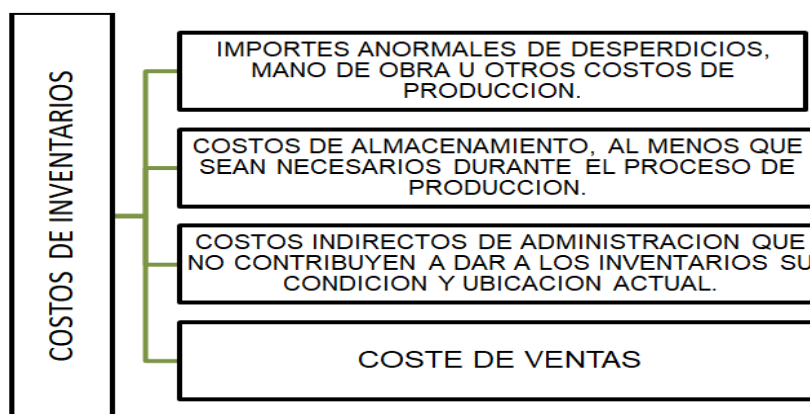 COSTOS DE INVENTARIOS
IMPORTES ANORMALES DE DESPERDICIOS,
MANO DE OBRA U OTROS COSTOS DE
PRODUCCION.
COSTOS DE ALMACENAMIENTO, AL MENOS QUE
SEAN NECESARIOS DURANTE EL PROCESO DE
PRODUCCION.
COSTOS INDIRECTOS DE ADMINISTRACION QUE
NO CONTRIBUYEN A DAR A LOS INVENTARIOS SU
CONDICION Y UBICACION ACTUAL.
COSTE DE VENTAS